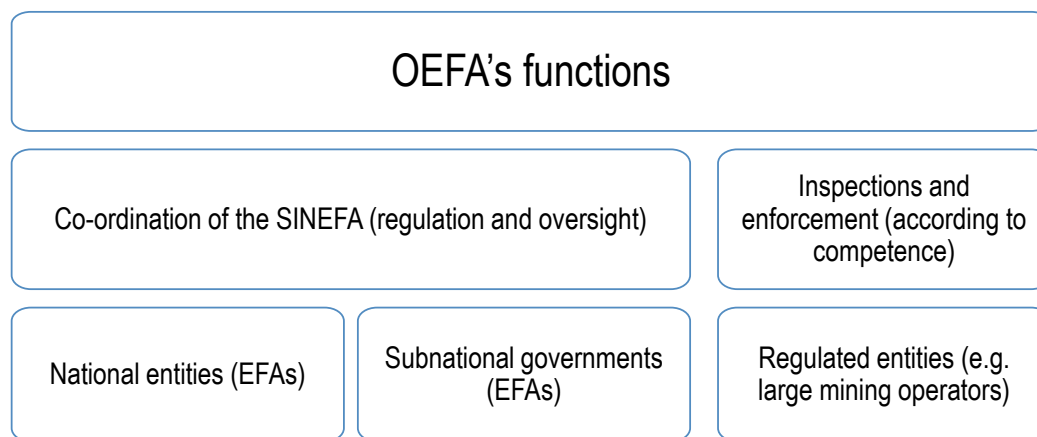 OEFA’s functions
Co-ordination of the SINEFA (regulation and oversight)
Inspections and
enforcement (according to
competence)
National entities (EFAs)
Subnational governments
(EFAs)
Regulated entities (e.g.
large mining operators)